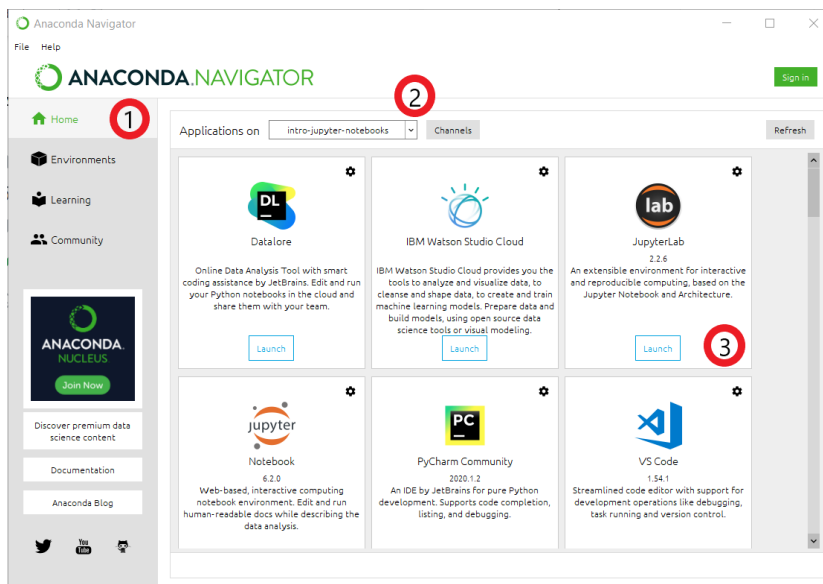 Anaconda Navigator
File Help
ANACONDA.NAVIGATOR
Sign in
Home
1
2
Applications on
intro-jupyter-notebooks
Channels
Refresh
Environments
Learning
Community
ANACONDA.
NUCLEUS
Join Now
Discover premium data
science content
Documentation
Anaconda Blog
You
Tube
DL
Datalore
Online Data Analysis Tool with smart
coding assistance by JetBrains. Edit and run
your Python notebooks in the cloud and
share them with your team.
Launch
IBM Watson Studio Cloud
IBM Watson Studio Cloud provides you the
tools to analyze and visualize data, to
cleanse and shape data, to create and train
machine learning models. Prepare data and
build models, using open source data
science tools or visual modeling.
Launch
lab
JupyterLab
2.2.6
An extensible environment for interactive
and reproducible computing, based on the
Jupyter Notebook and Architecture.
Launch
3
jupyter
Notebook
6.2.0
Web-based, interactive computing
notebook environment. Edit and run
human-readable docs while describing the
data analysis.
PC
PyCharm Community
2020.1.2
An IDE by JetBrains for pure Python
development. Supports code completion,
listing, and debugging.
VS Code
1.54.1
Streamlined code editor with support for
development operations like debugging,
task running and version control.